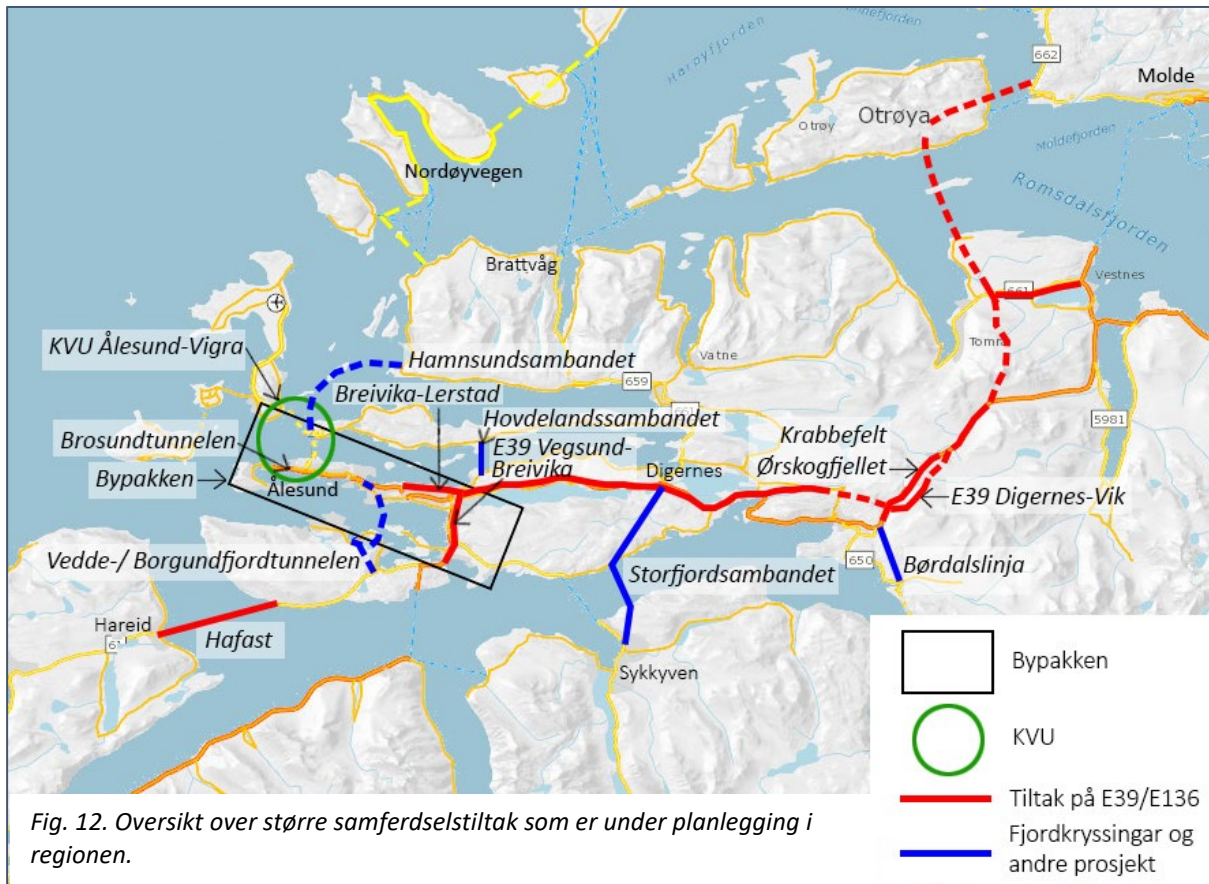 662
Molde
Harøyfjorden
Otrøya
Otrøy
Moldefjorden
Romsdalsfjorden
Nordøyvegen
Brattvåg
Vestnes
661
KVU Ålesund-Vigra
Hamnsundsambandet
Vatne
Tomra
659
Breivika-Lerstad
661
Hovdelandssambandet
5981
Brosundtunnelen
E39 Vegsund-
Breivika
Krabbefelt
Ørskogfjellet
Digernes
Bypakken
Ålesund
E39 Digernes-Vik
Vedde-/ Borgundfjordtunnelen
Storfjordsambandet
650
Børdalslinja
Hareid
61
Hafast
Sykkyven
Bypakken
KVU
Tiltak på E39/E136
Fjordkryssingar og
andre prosjekt
Fig. 12. Oversikt over større samferdselstiltak som er under planlegging i
regionen.